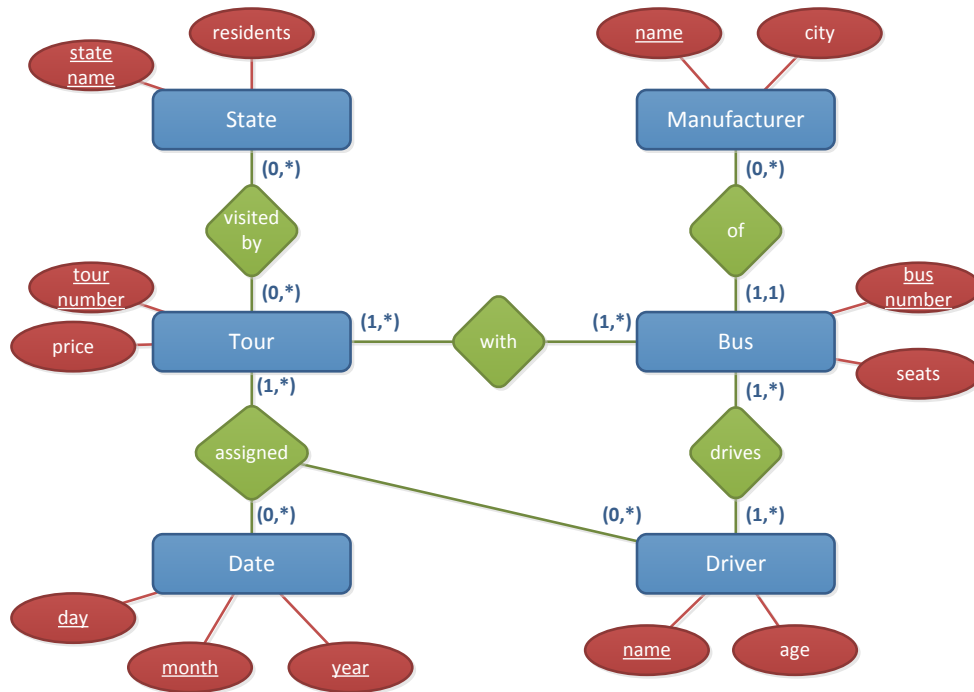 residents
state
name
name
city
State
Manufacturer
(0,*)
(0,*)
visited
by
of
tour
number
(0,*)
(1,1)
bus
number
(1,*)
(1,*)
price
Tour
with
Bus
seats
(1,*)
(1,*)
assigned
drives
(0,*)
(0,*)
(1,*)
Date
Driver
day
month
year
name
age